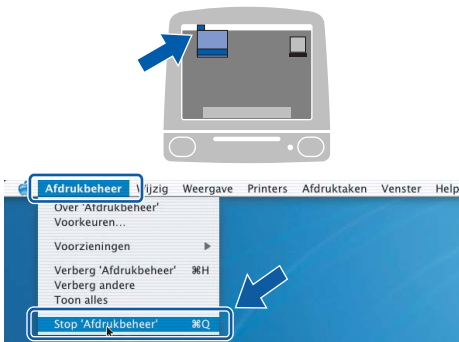 Afdrukbeheer Wijzig Weergave Printers Afdruktaken Venster Help
Over 'Afdrukbeheer'
Voorkeuren...
Voorzieningen
Verberg 'Afdrukbeheer' ⌘H
Verberg andere
Toon alles
Stop 'Afdrukbeheer' ⌘Q